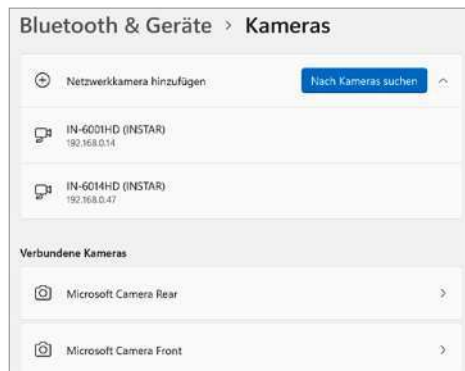 Bluetooth & Geräte > Kameras
Netzwerkkamera hinzufügen
Nach Kameras suchen
IN-6001HD (INSTAR)
192.168.0.14
IN-6014HD (INSTAR)
192.168.0.47
Verbundene Kameras
Microsoft Camera Rear
Microsoft Camera Front